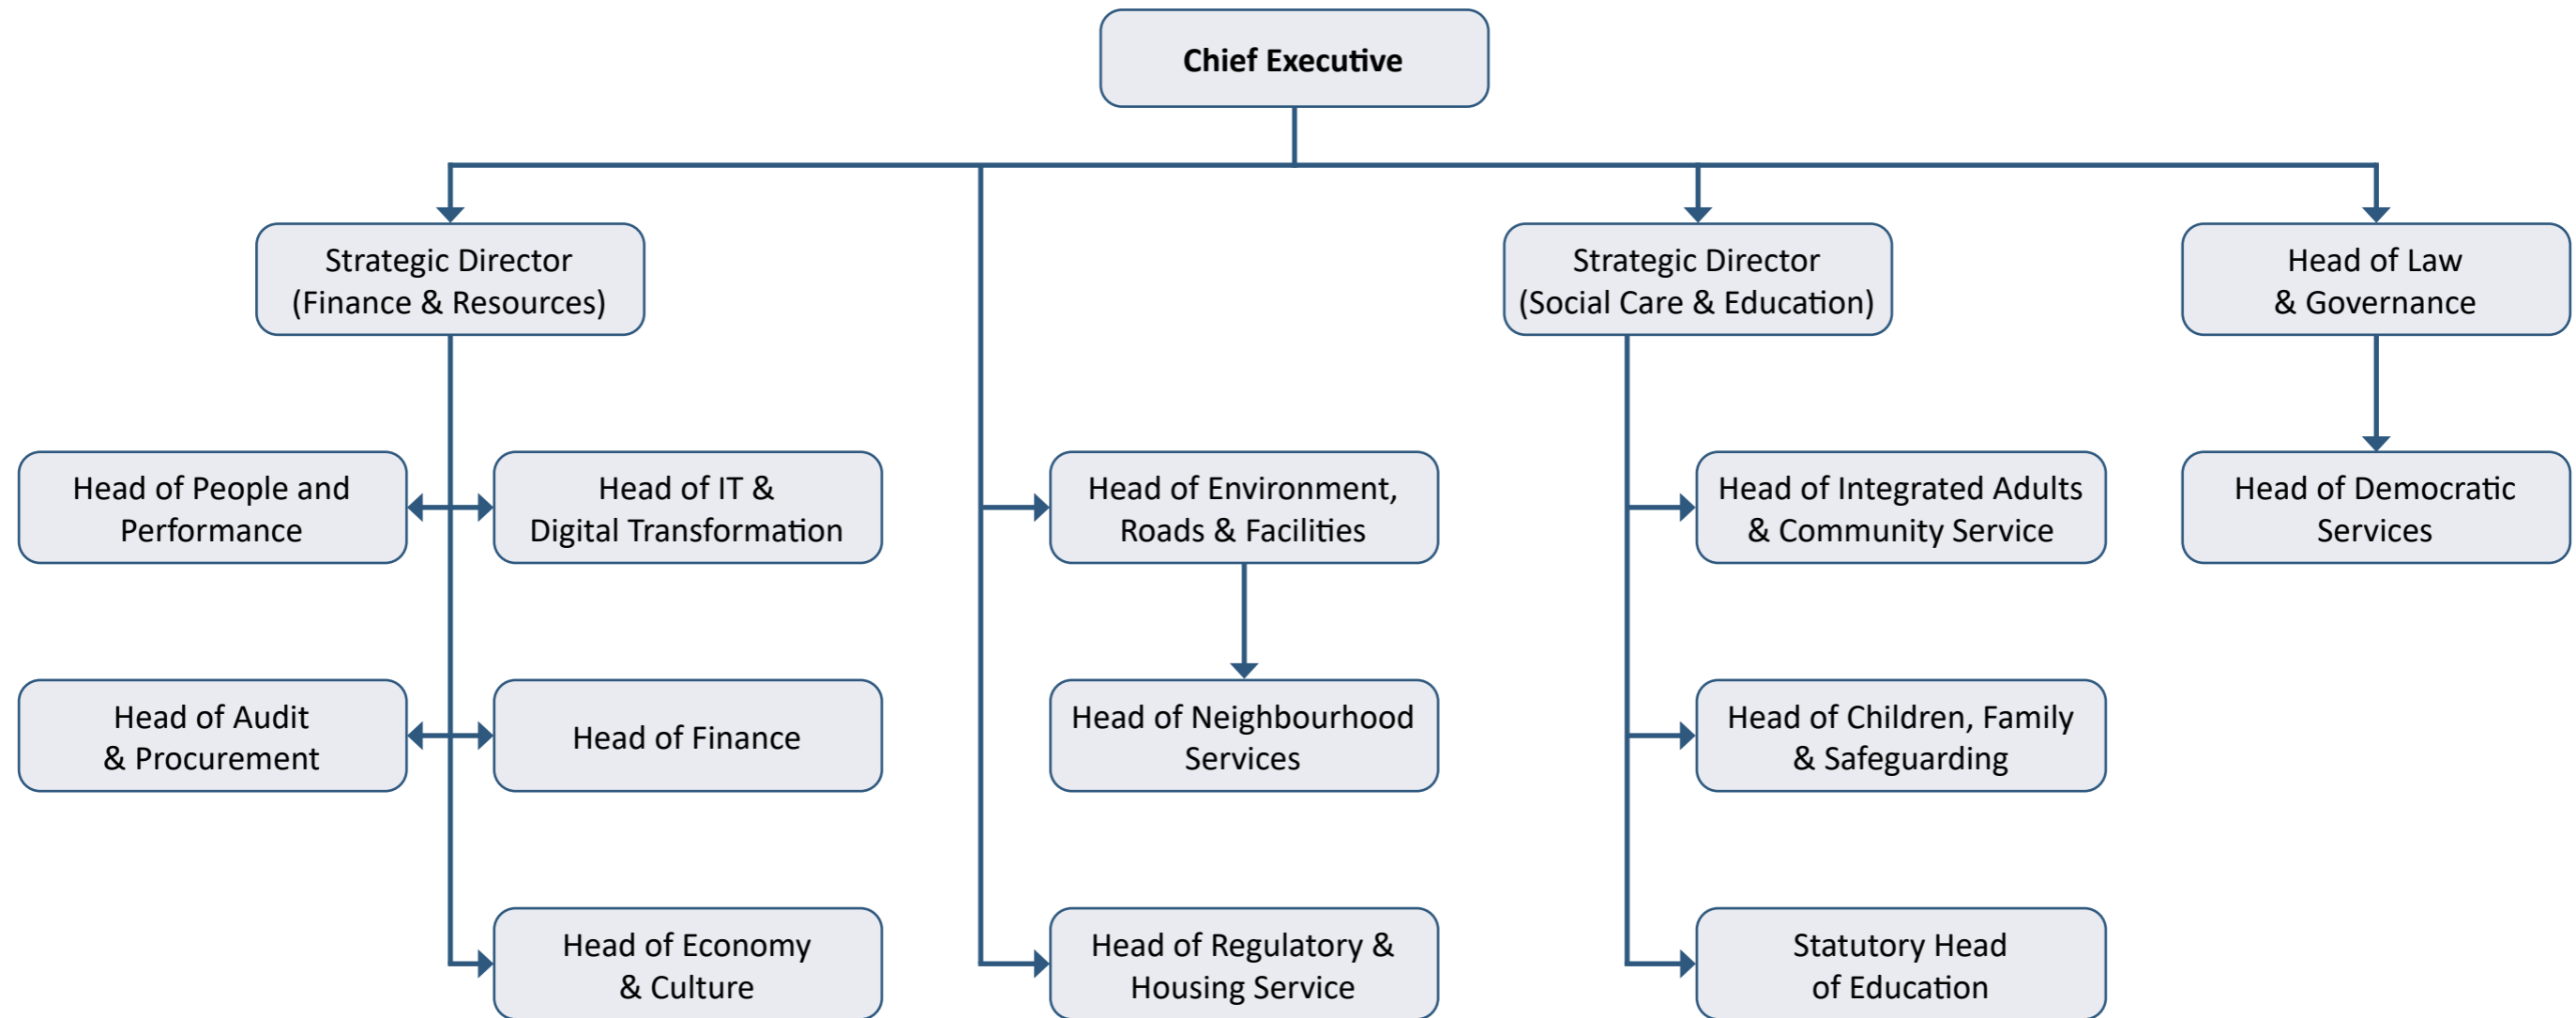 Chief Executive
Strategic Director
(Finance & Resources)
Strategic Director
(Social Care & Education)
Head of Law
& Governance
Head of People and
Performance
Head of IT &
Digital Transformation
Head of Environment,
Roads & Facilities
Head of Integrated Adults
& Community Service
Head of Democratic
Services
Head of Audit
& Procurement
Head of Finance
Head of Neighbourhood
Services
Head of Children, Family
& Safeguarding
Head of Economy
& Culture
Head of Regulatory &
Housing Service
Statutory Head
of Education